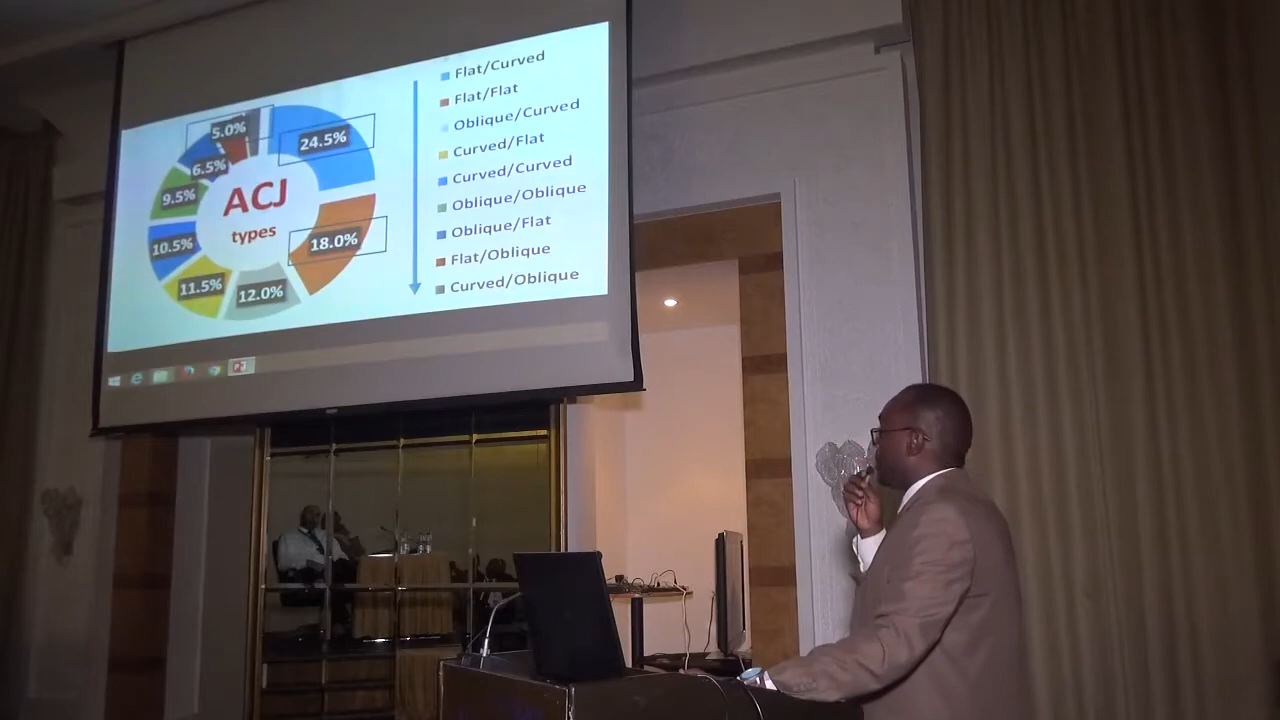 5.0%
24.5%
6.5%
9.5%
ACJ
types
18.0%
10.5%
11.5%
12.0%
Flat/Curved
Flat/Flat
Oblique/Curved
Curved/Flat
Curved/Curved
Oblique/Oblique
Oblique/Flat
Flat/Oblique
Curved/Oblique